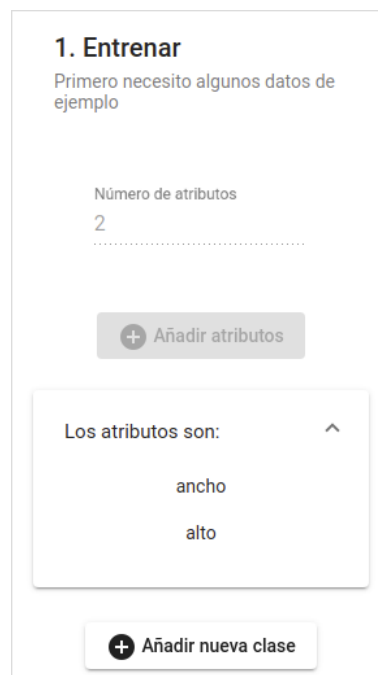 1. Entrenar
Primero necesito algunos datos de
ejemplo
Número de atributos
2
Añadir atributos
Los atributos son:
ancho
alto
Añadir nueva clase